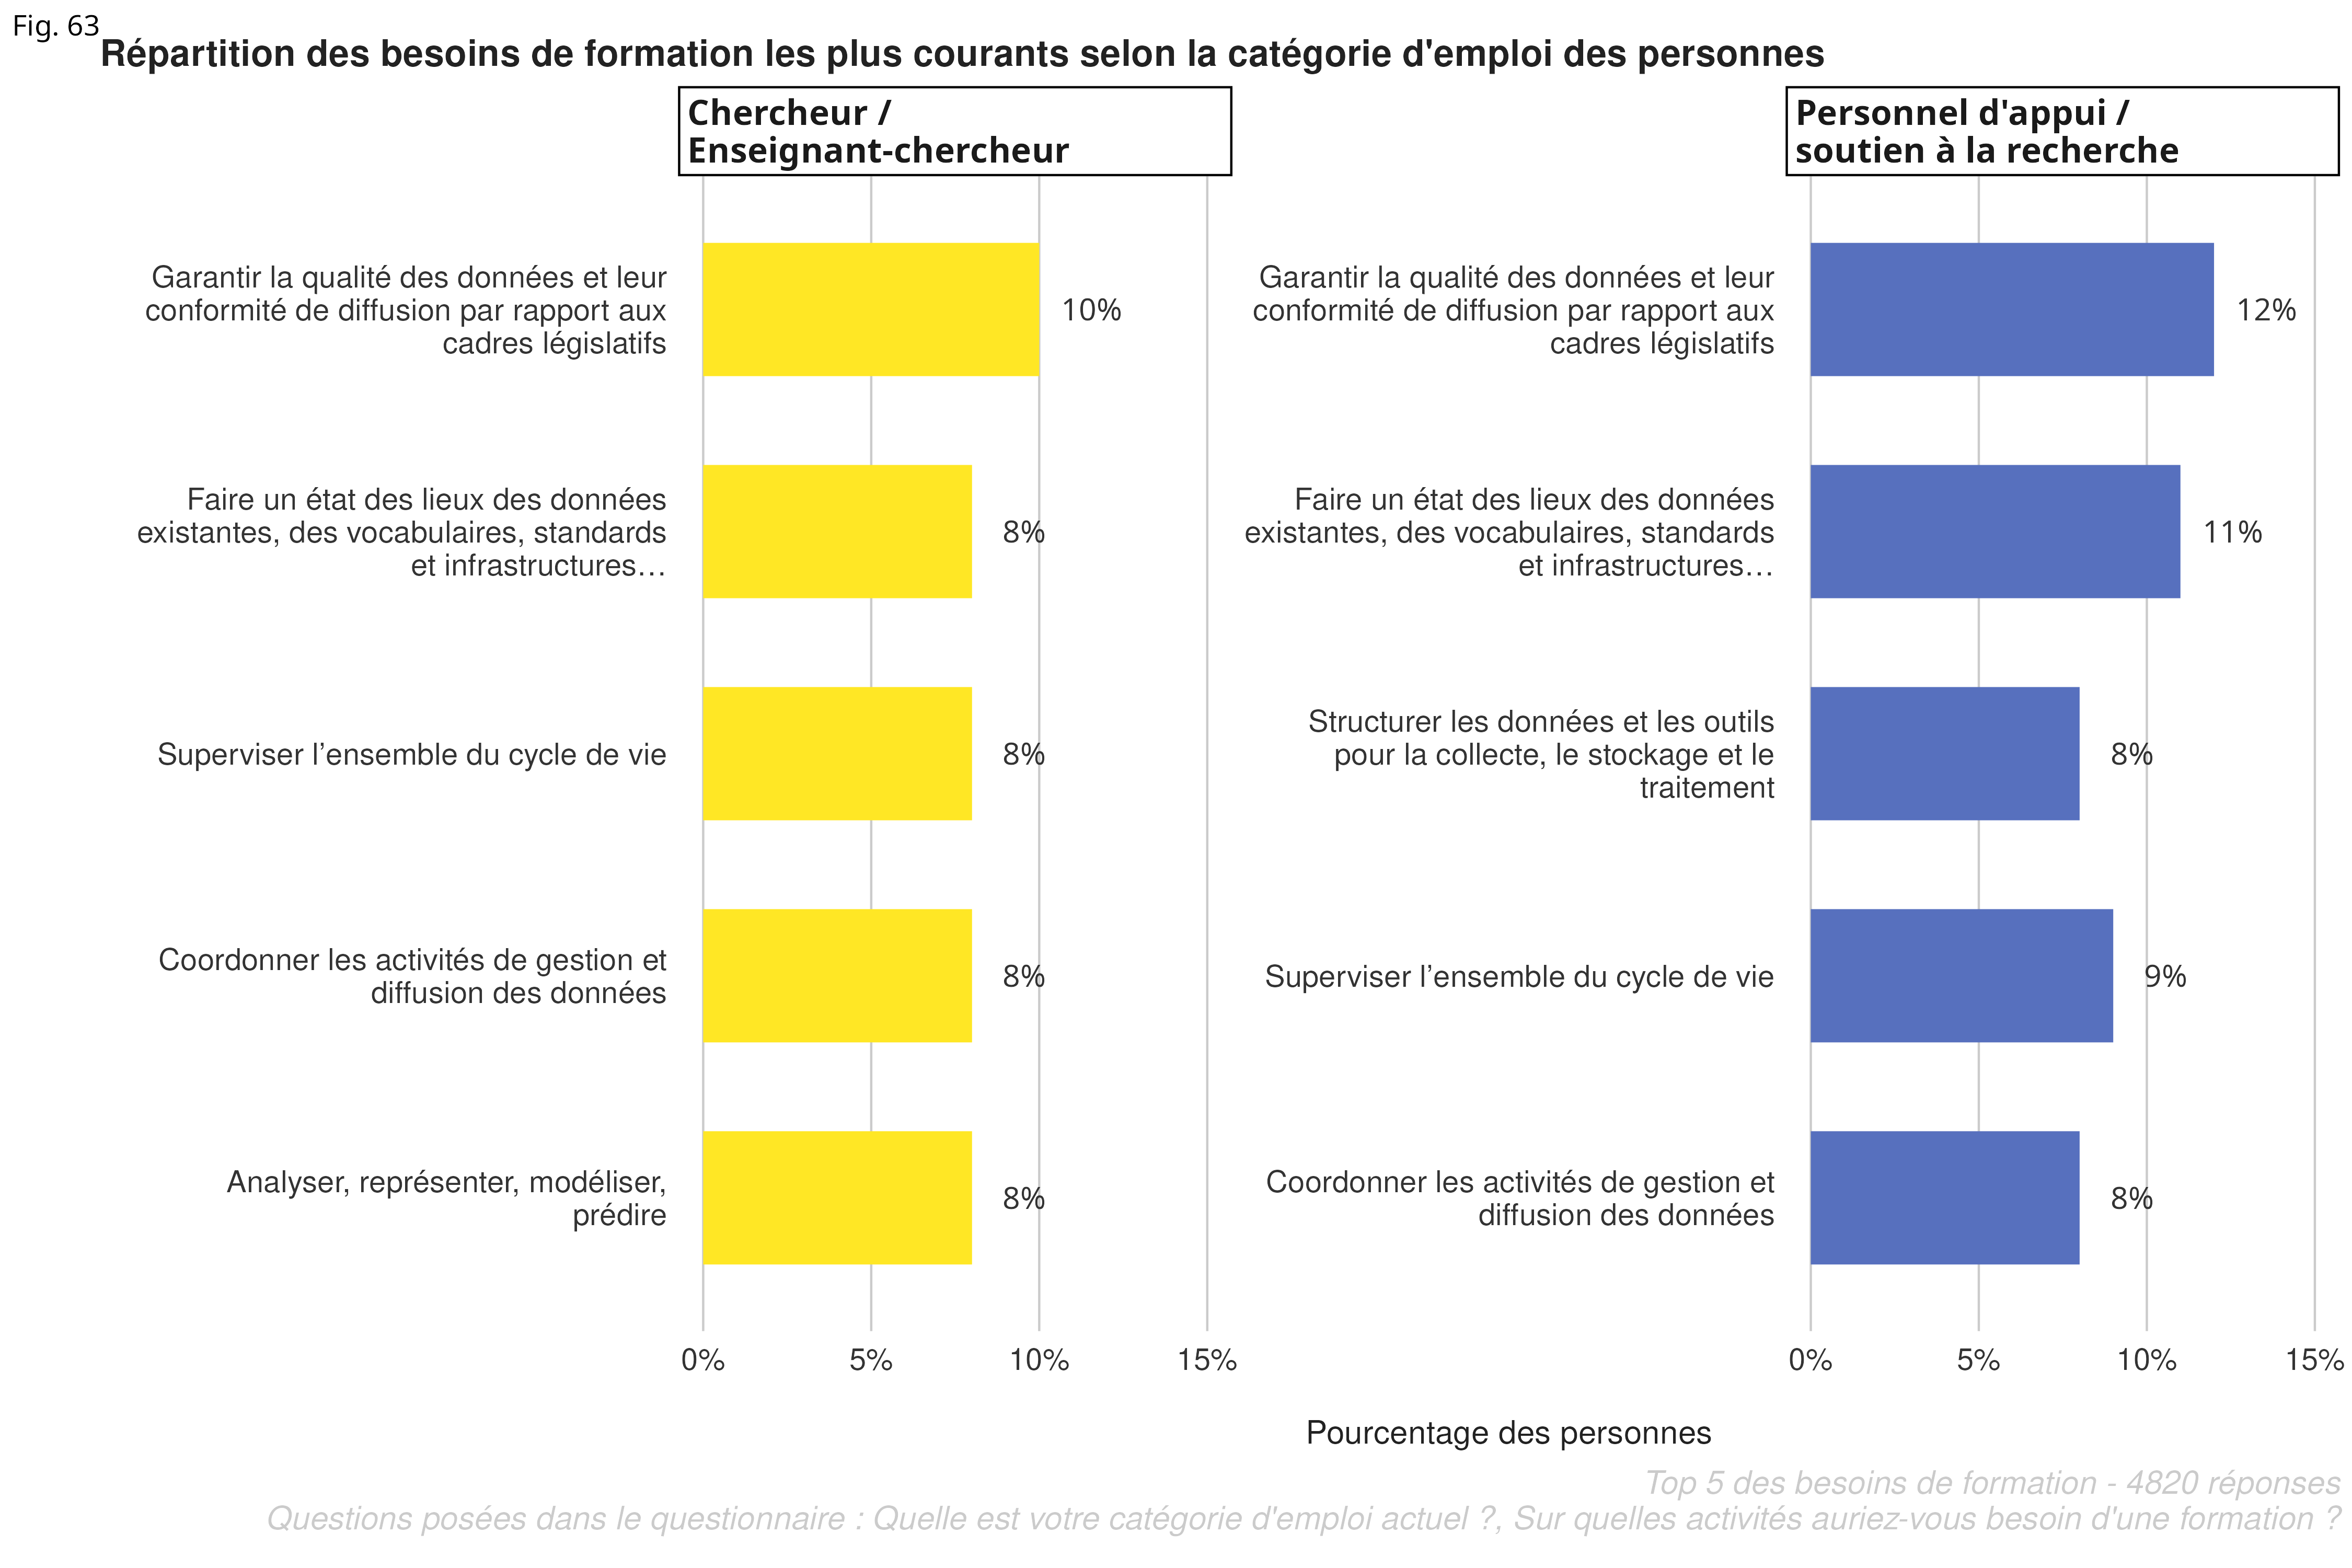 Fig. 63
Répartition des besoins de formation les plus courants selon la catégorie d'emploi des personnes
Chercheur /
Enseignant-chercheur
Garantir la qualité des données et leur
conformité de diffusion par rapport aux
cadres législatifs
10%
Faire un état des lieux des données
existantes, des vocabulaires, standards
et infrastructures…
8%
Superviser l’ensemble du cycle de vie
8%
Coordonner les activités de gestion et
diffusion des données
8%
Analyser, représenter, modéliser,
prédire
8%
0% 5% 10% 15%
Personnel d'appui /
soutien à la recherche
Garantir la qualité des données et leur
conformité de diffusion par rapport aux
cadres législatifs
12%
Faire un état des lieux des données
existantes, des vocabulaires, standards
et infrastructures…
11%
Structurer les données et les outils
pour la collecte, le stockage et le
traitement
8%
Superviser l’ensemble du cycle de vie
9%
Coordonner les activités de gestion et
diffusion des données
8%
0% 5% 10% 15%
Pourcentage des personnes
Top 5 des besoins de formation - 4820 réponses
Questions posées dans le questionnaire : Quelle est votre catégorie d'emploi actuel ?, Sur quelles activités auriez-vous besoin d'une formation ?